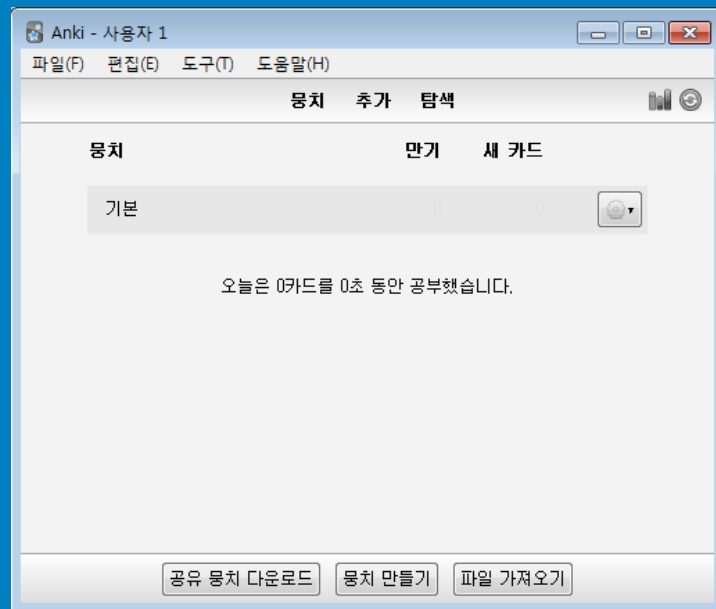 Anki - 사용자 1
파일(F) 편집(E) 도구(T) 도움말(H)
뭉치 추가 탐색
뭉치 만기 새 카드
기본 0 0
오늘은 0카드를 0초 동안 공부했습니다.
공유 뭉치 다운로드 뭉치 만들기 파일 가져오기